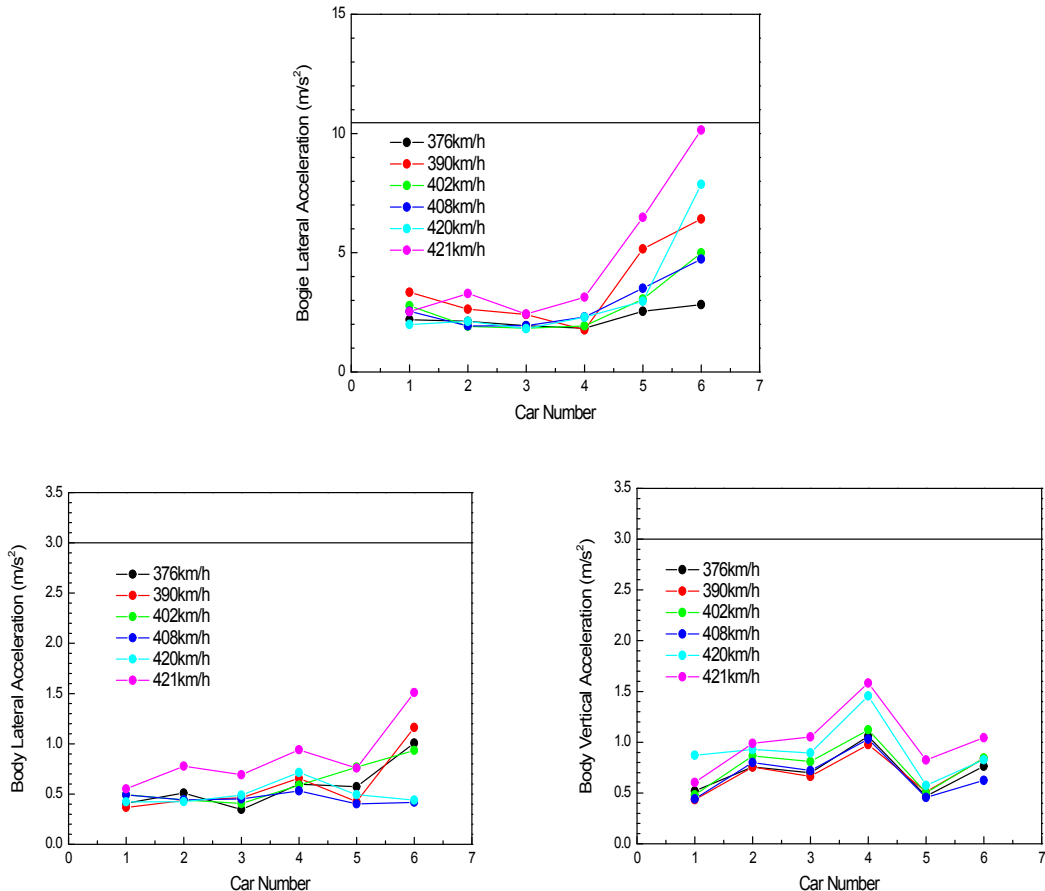 15
10
5
0
Bogie Lateral Acceleration (m/s²)
376km/h
390km/h
402km/h
408km/h
420km/h
421km/h
0 1 2 3 4 5 6 7
Car Number
3.5
3.0
2.5
2.0
1.5
1.0
0.5
0.0
Body Lateral Acceleration (m/s²)
376km/h
390km/h
402km/h
408km/h
420km/h
421km/h
0 1 2 3 4 5 6 7
Car Number
3.5
3.0
2.5
2.0
1.5
1.0
0.5
0.0
Body Vertical Acceleration (m/s²)
376km/h
390km/h
402km/h
408km/h
420km/h
421km/h
0 1 2 3 4 5 6 7
Car Number